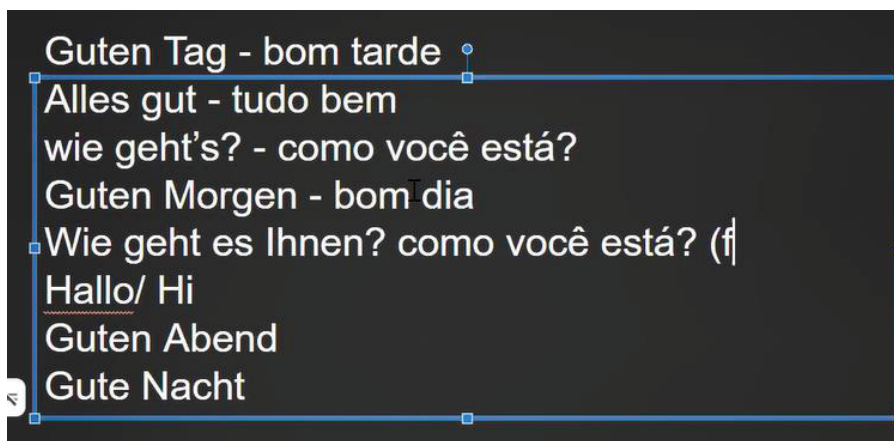 Guten Tag - bom tarde
Alles gut - tudo bem
wie geht's? - como você está?
Guten Morgen - bom dia
Wie geht es Ihnen? como você está? (f
Hallo/ Hi
Guten Abend
Gute Nacht